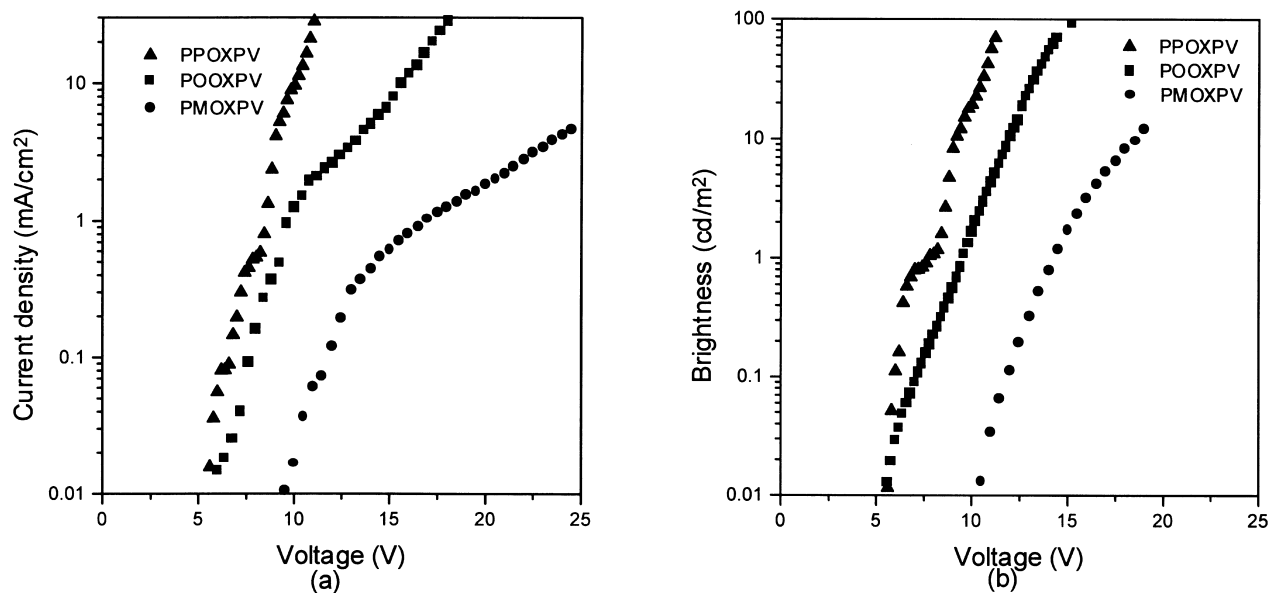 PPOXPV
POOXPV
PMOXPV
10
1
0.1
0.01
Current density (mA/cm²)
0
5
10
15
20
25
Voltage (V)
(a)
PPOXPV
POOXPV
PMOXPV
100
10
1
0.1
0.01
Brightness (cd/m²)
0
5
10
15
20
25
Voltage (V)
(b)